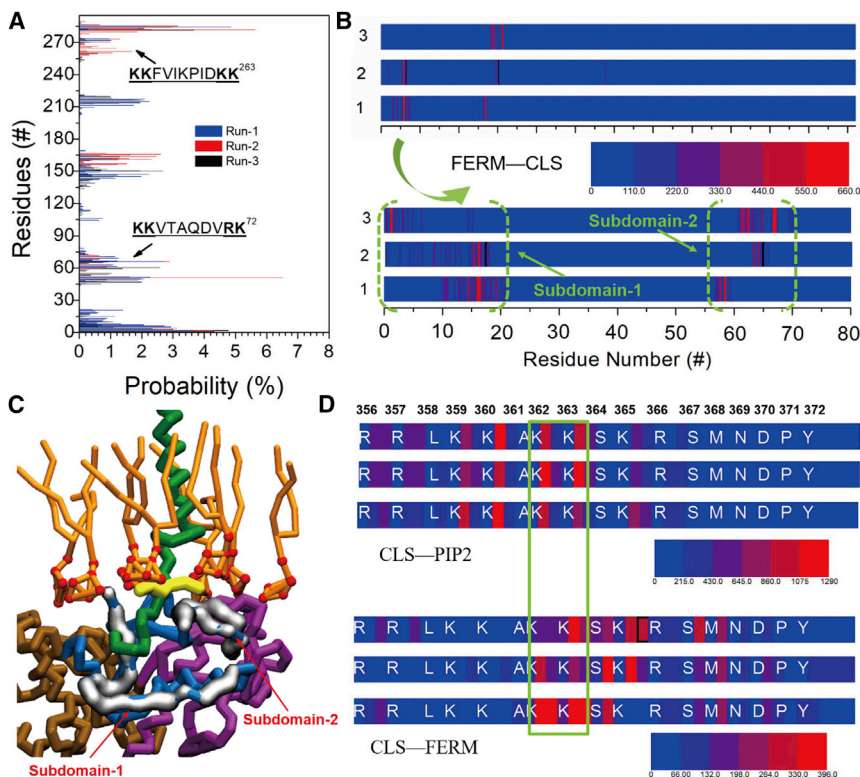 A
Residues (#)
270
240
210
180
150
120
90
60
30
0
KKFVIKPIDKK263
Run-1
Run-2
Run-3
KKVTAQDVRK72
0 1 2 3 4 5 6 7 8
Probability (%)
B
3
2
1
FERM—CLS
0 110.0 220.0 330.0 440.0 550.0 660.0
3
2
1
Subdomain-2
Subdomain-1
0 10 20 30 40 50 60 70 80
Residue Number (#)
C
Subdomain-2
Subdomain-1
D
356 357 358 359 360 361 362 363 364 365 366 367 368 369 370 371 372
R R L K K A K K S K R S M N D P Y
R R L K K A K K S K R S M N D P Y
R R L K K A K K S K R S M N D P Y
CLS—PIP2
0 215.0 430.0 645.0 860.0 1075 1290
R R L K K A K K S K R S M N D P Y
R R L K K A K K S K R S M N D P Y
R R L K K A K K S K R S M N D P Y
CLS—FERM
0 66.00 132.0 198.0 264.0 330.0 396.0